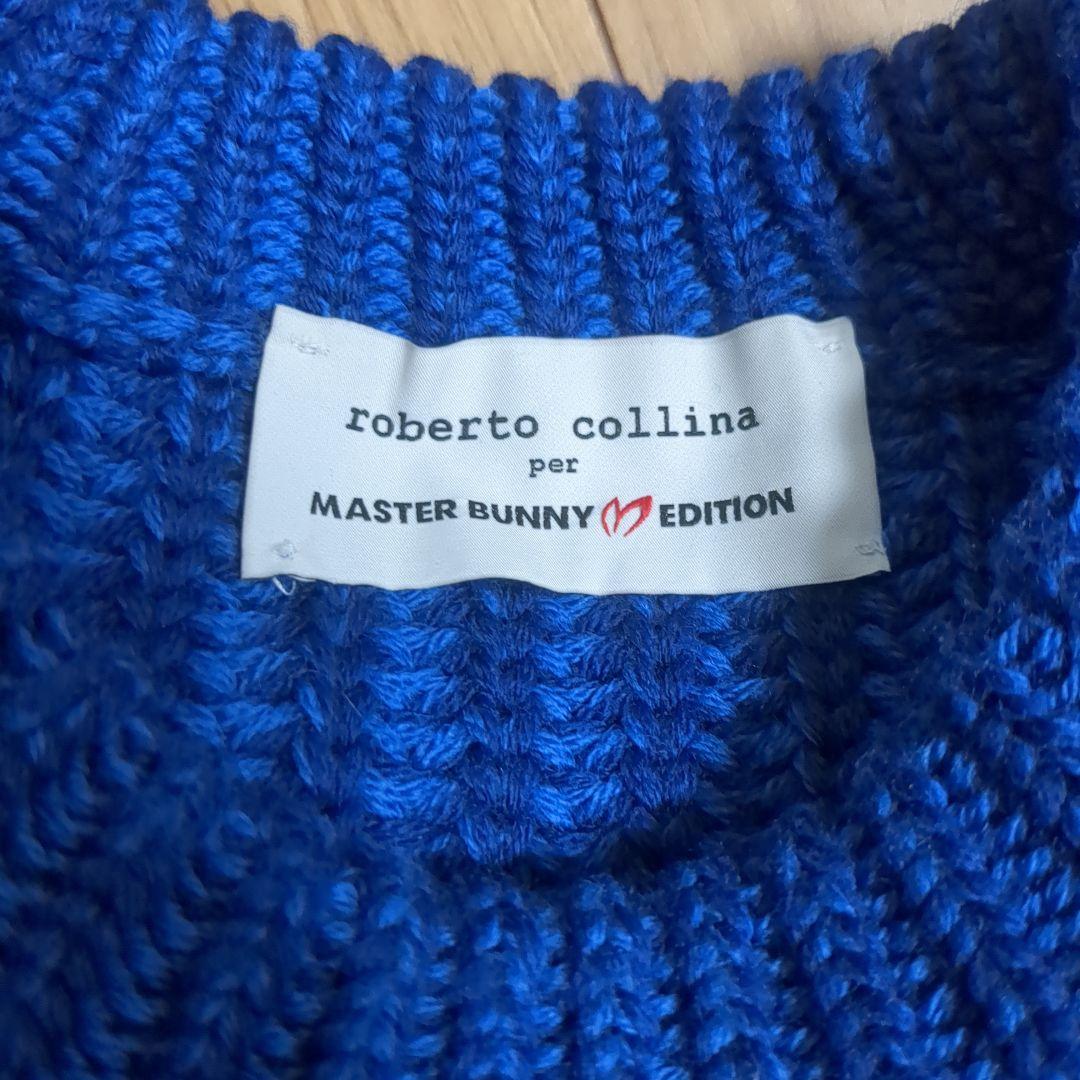 roberto collina
per
MASTER BUNNY EDITION